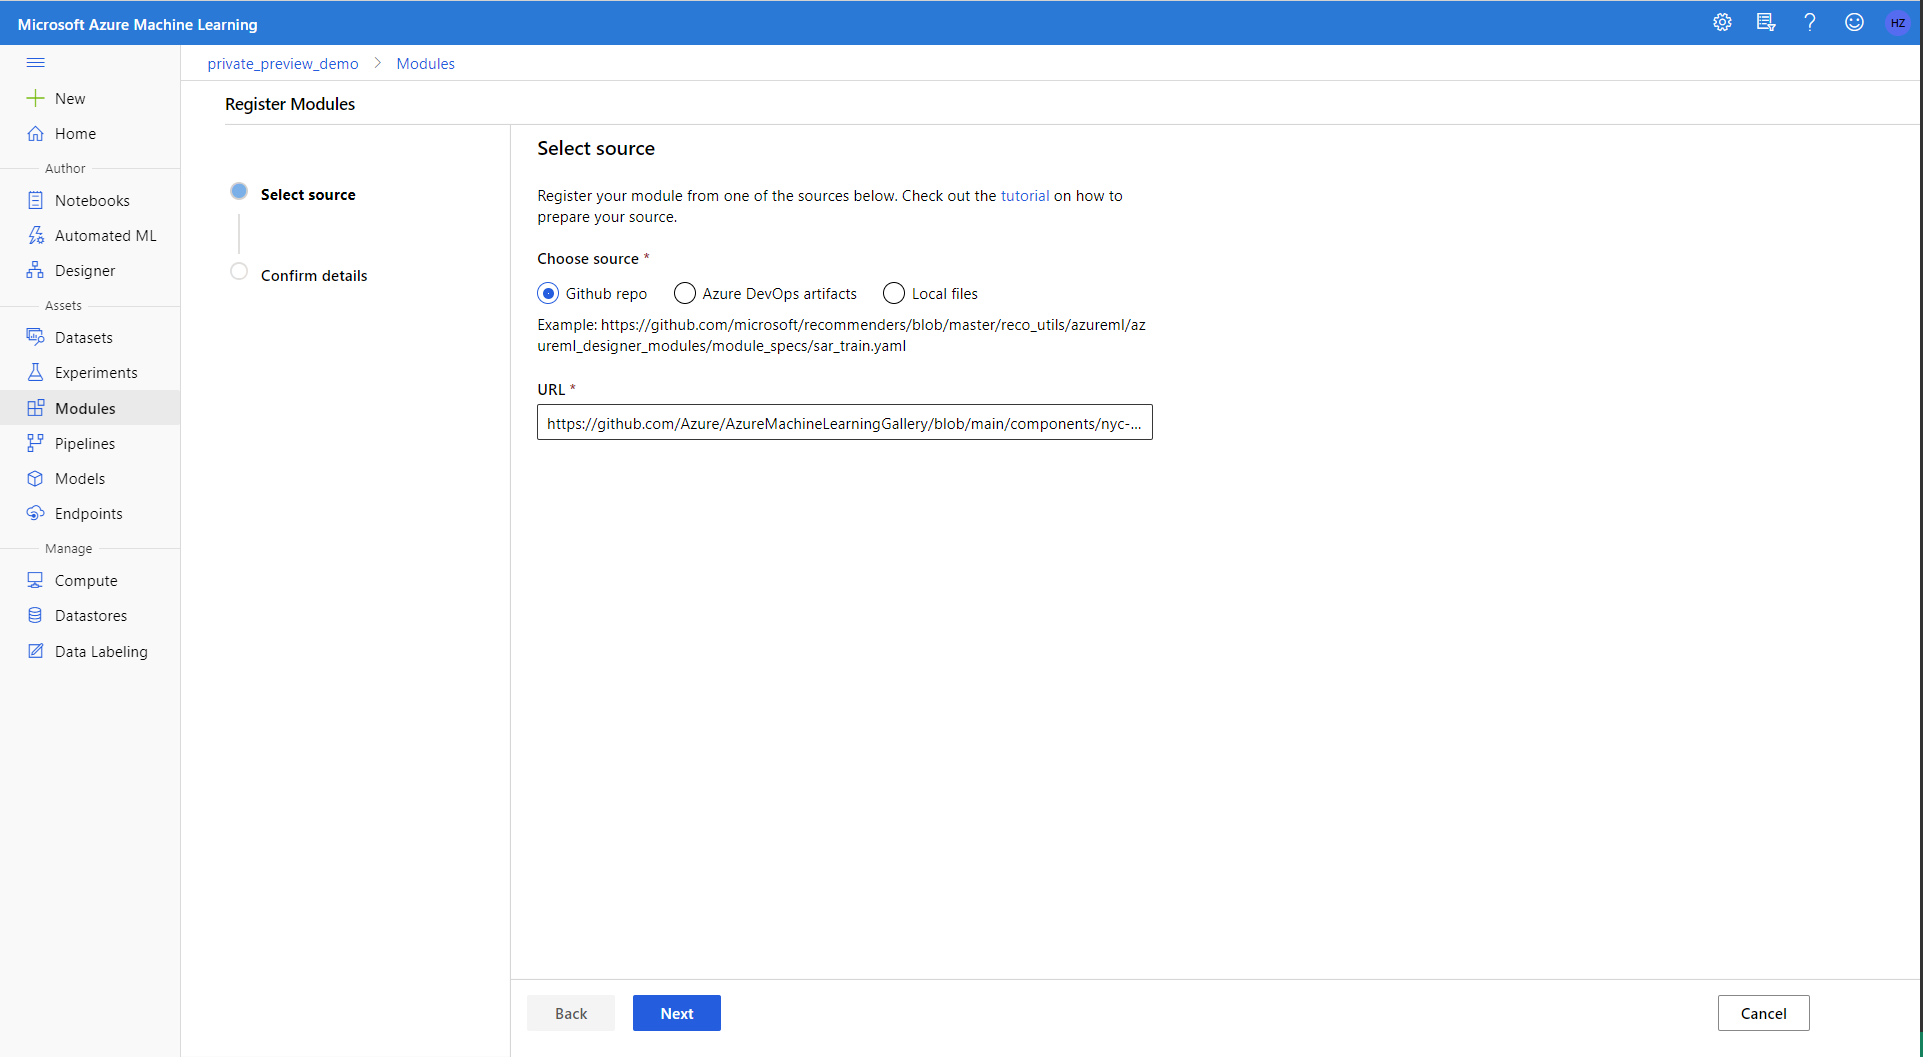 Microsoft Azure Machine Learning
HZ
private_preview_demo > Modules
New
Home
Author
Notebooks
Automated ML
Designer
Assets
Datasets
Experiments
Modules
Pipelines
Models
Endpoints
Manage
Compute
Datastores
Data Labeling
Register Modules
Select source
Confirm details
Select source
Register your module from one of the sources below. Check out the tutorial on how to
prepare your source.
Choose source *
Github repo Azure DevOps artifacts Local files
Example: https://github.com/microsoft/recommenders/blob/master/reco_utils/azureml/az
ureml_designer_modules/module_specs/sar_train.yaml
URL *
https://github.com/Azure/AzureMachineLearningGallery/blob/main/components/nyc-...
Back Next Cancel